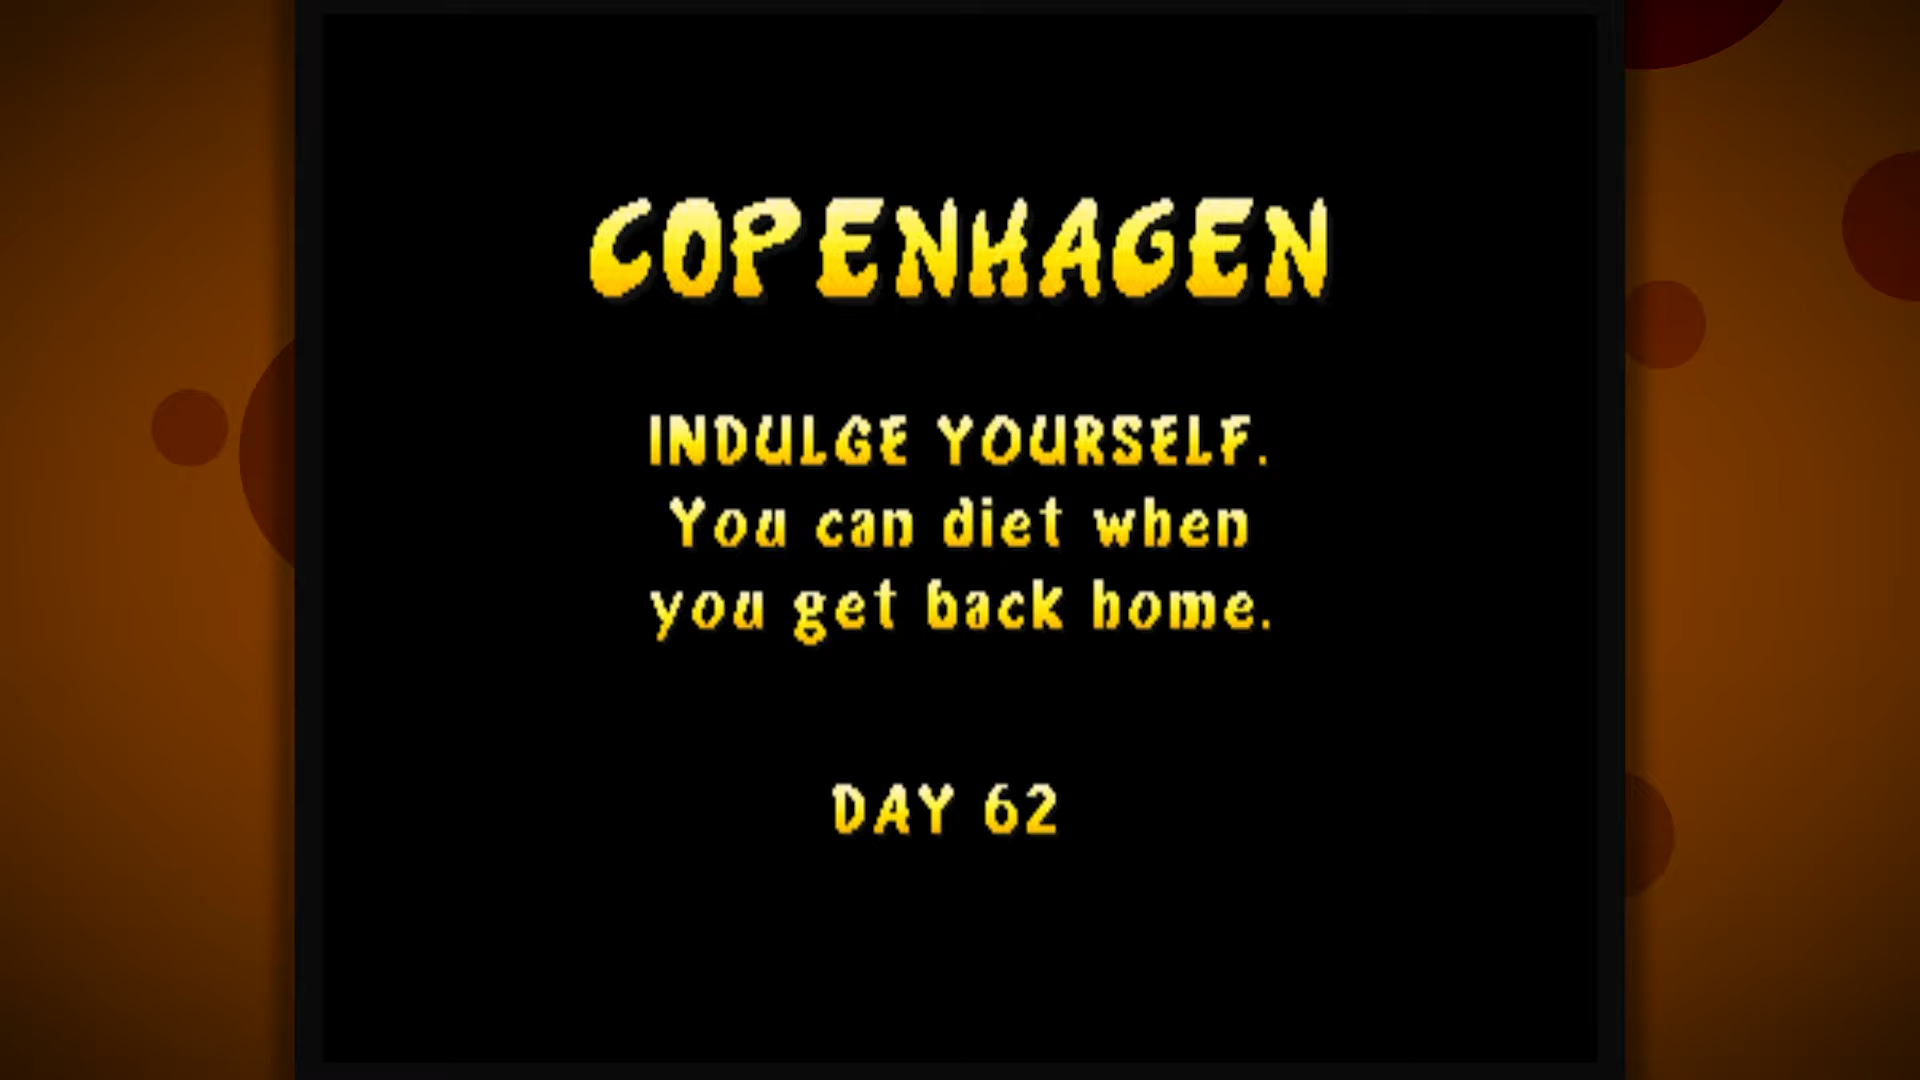 COPENHAGEN
INDULGE YOURSELF.
You can diet when
you get back home.
DAY 62